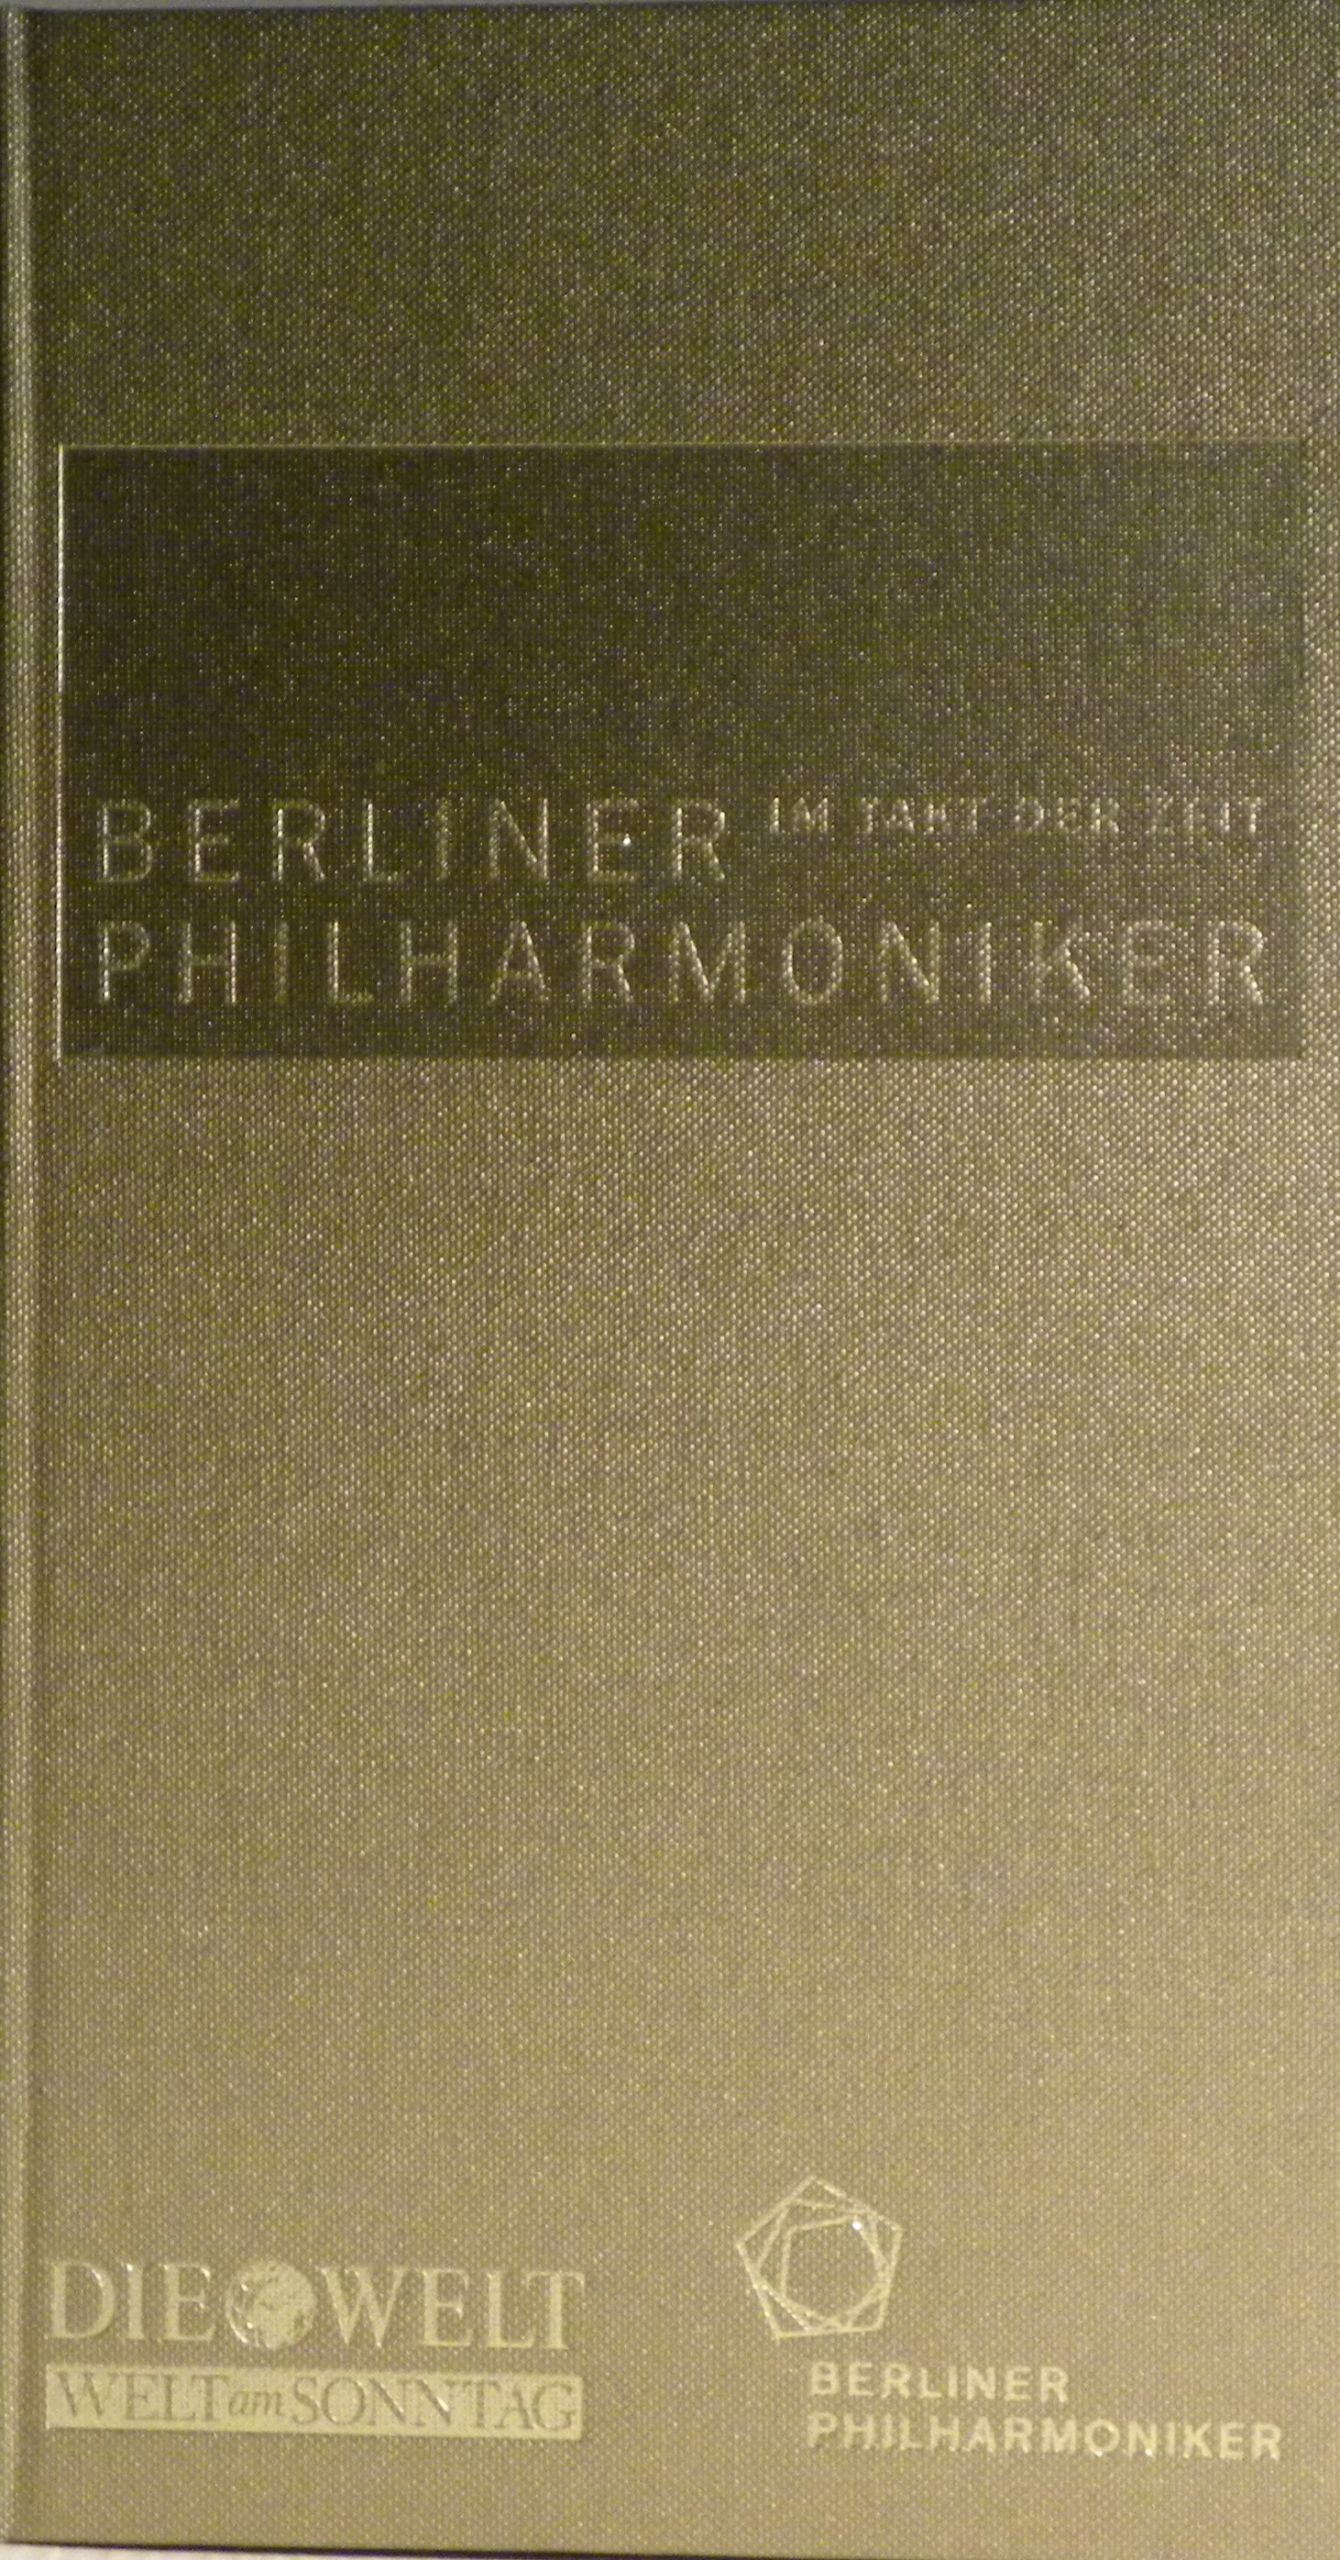 BERLINER IM TAKT DER ZEIT
PHILHARMONIKER
DIE WELT
WELT am SONNTAG
BERLINER
PHILHARMONIKER